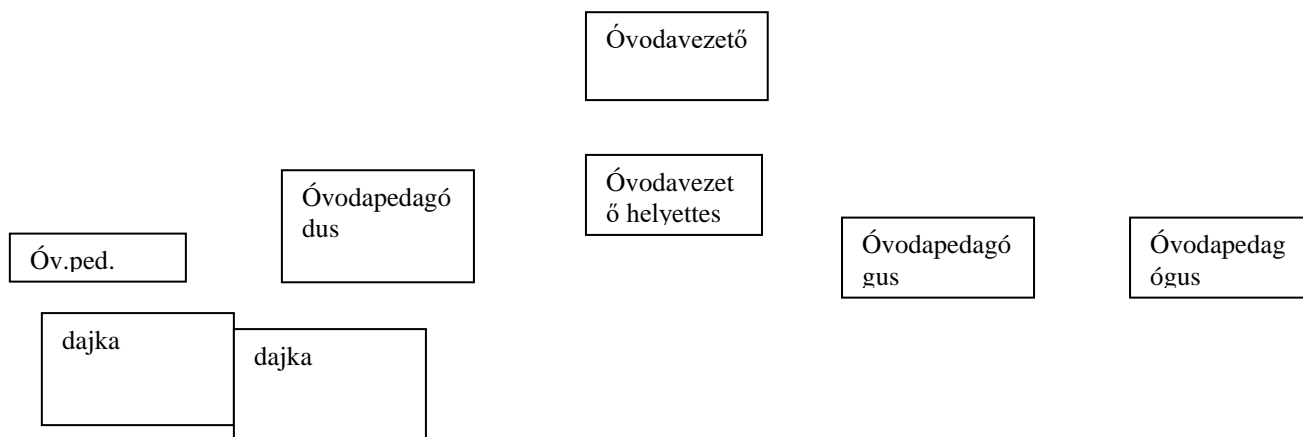 Óvodavezető
Óvodavezet
ő helyettes
Óvodapedagó
dus
Óv.ped.
Óvodapedagó
gus
Óvodapedag
ógus
dajka
dajka